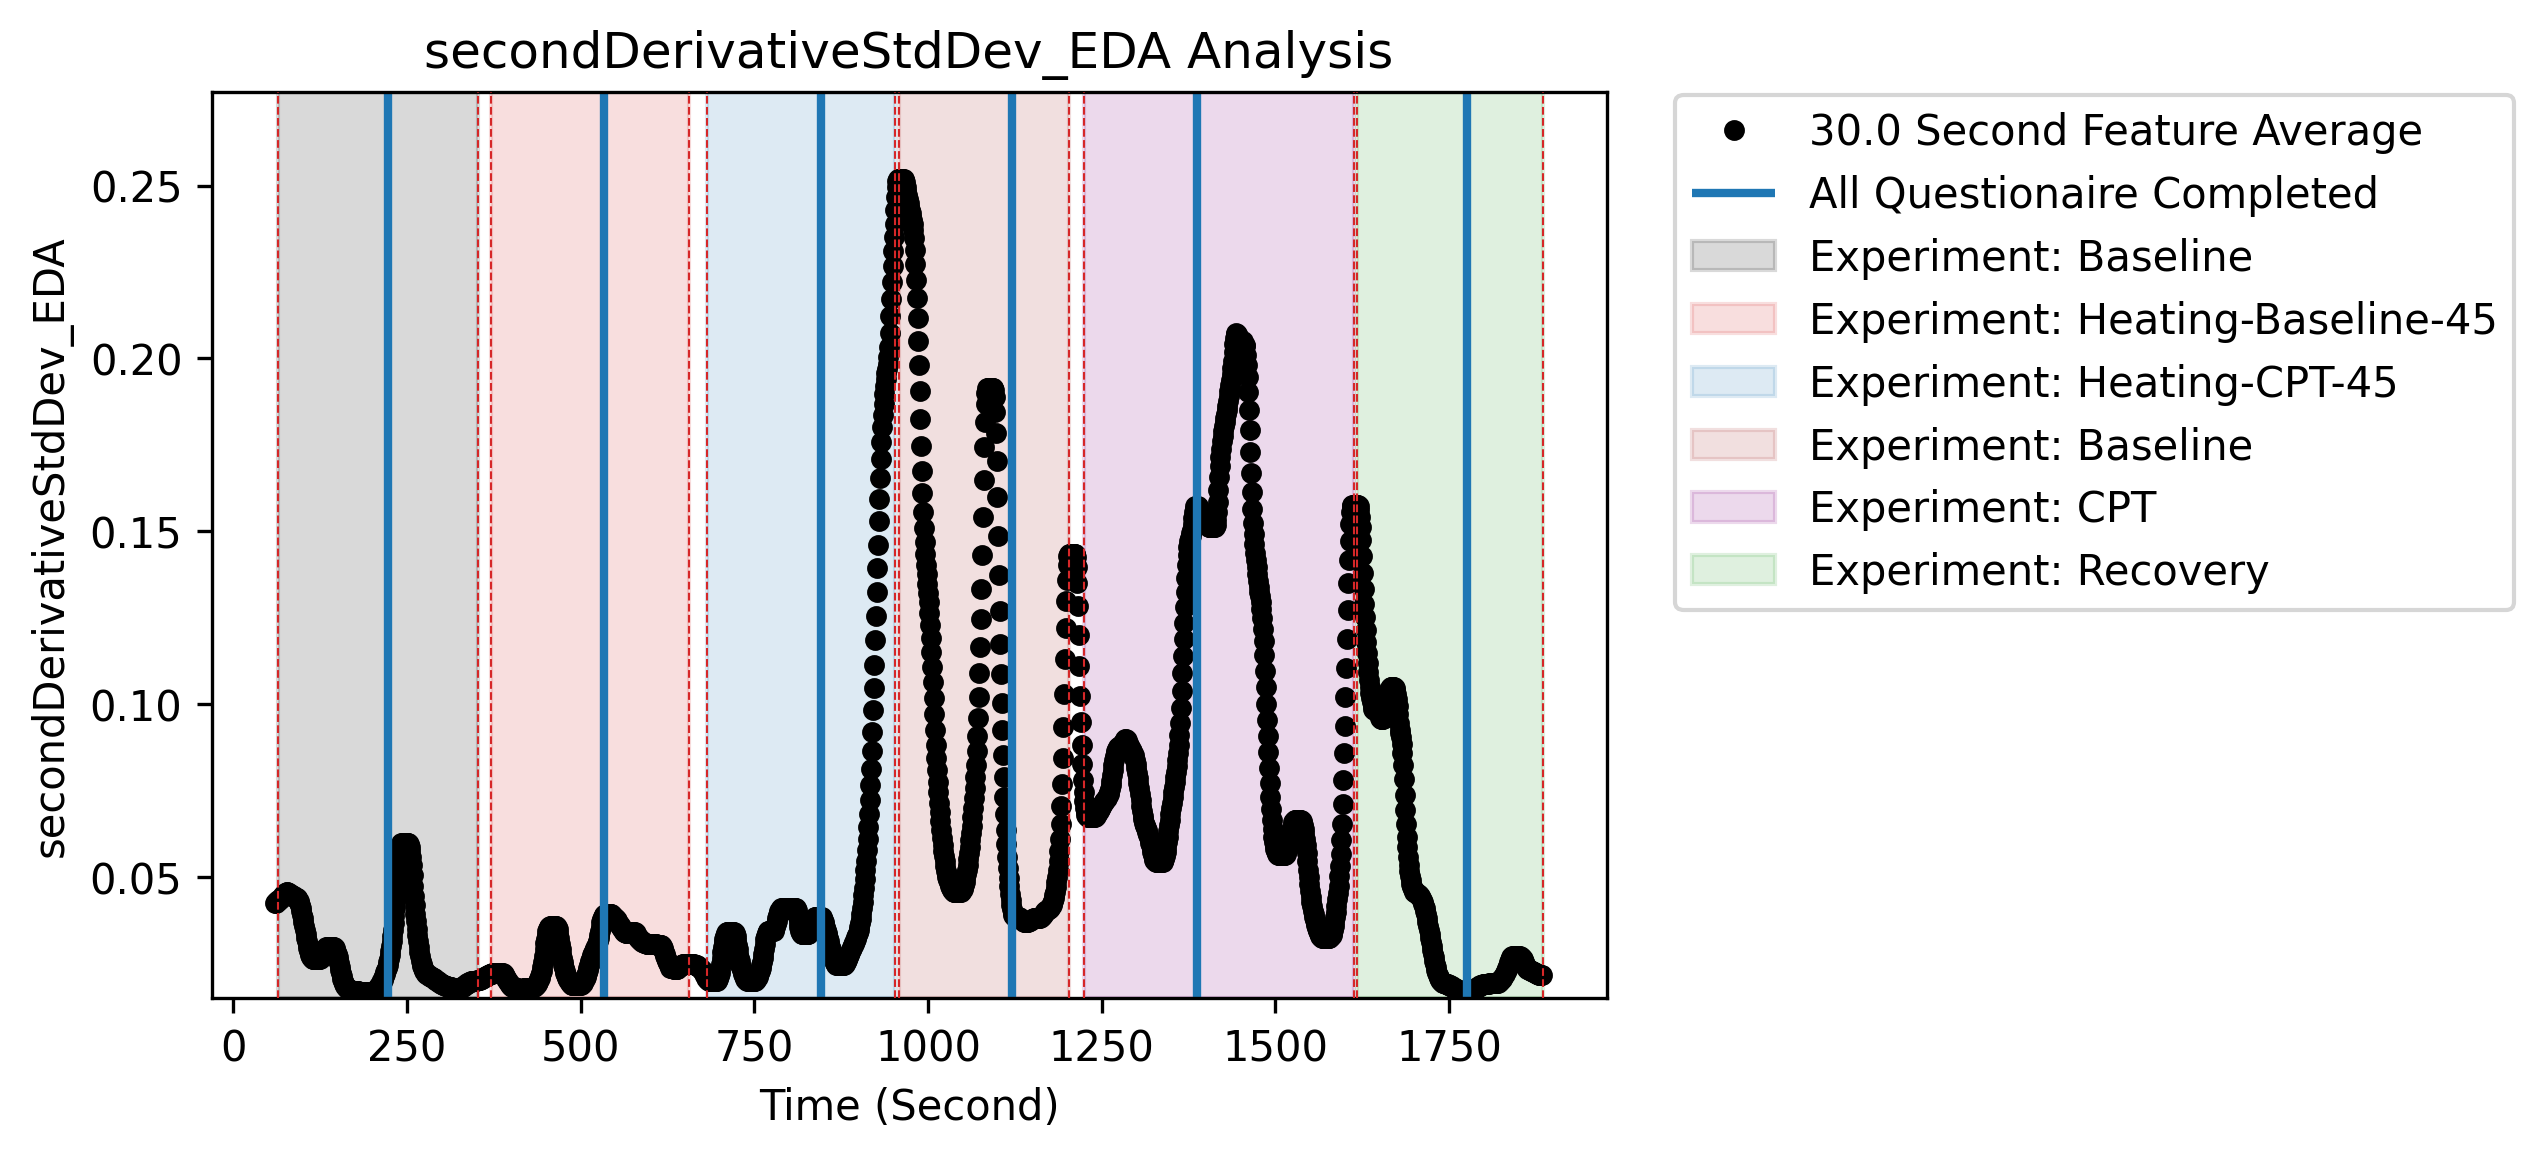 secondDerivativeStdDev_EDA Analysis
secondDerivativeStdDev_EDA
0.25
0.20
0.15
0.10
0.05
0 250 500 750 1000 1250 1500 1750
Time (Second)
30.0 Second Feature Average
All Questionaire Completed
Experiment: Baseline
Experiment: Heating-Baseline-45
Experiment: Heating-CPT-45
Experiment: Baseline
Experiment: CPT
Experiment: Recovery